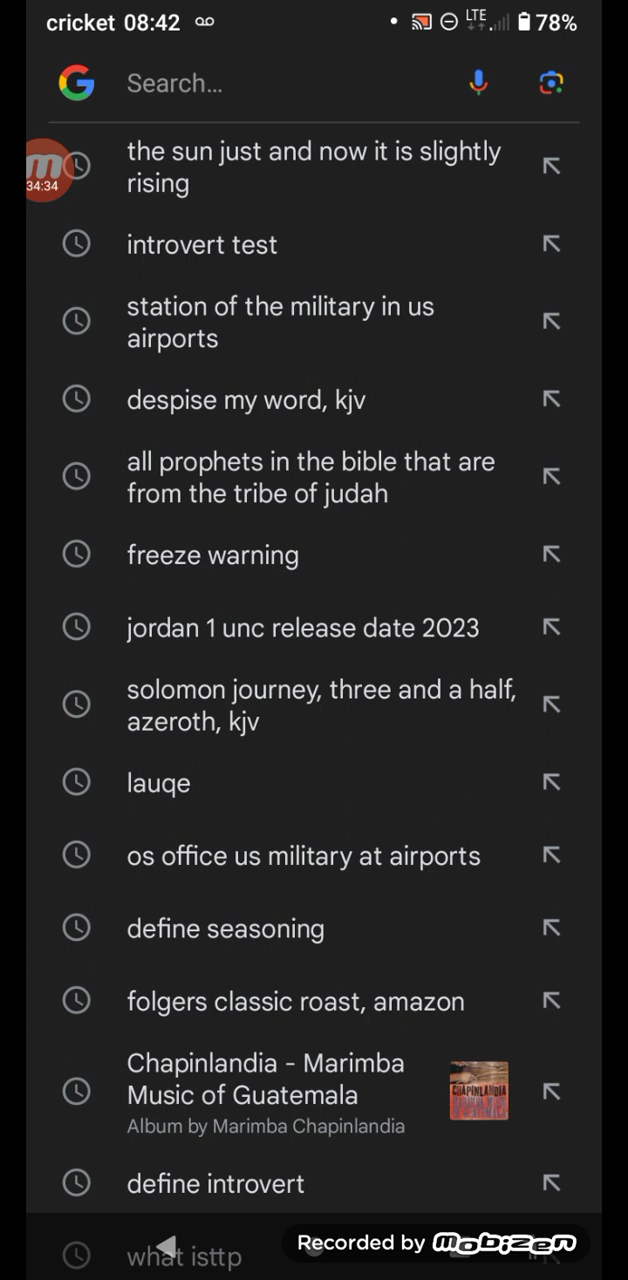 cricket 08:42 LTE 78%
Search...
the sun just and now it is slightly
rising
34:34
introvert test
station of the military in us
airports
despise my word, kjv
all prophets in the bible that are
from the tribe of judah
freeze warning
jordan 1 unc release date 2023
solomon journey, three and a half,
azeroth, kjv
lauqe
os office us military at airports
define seasoning
folgers classic roast, amazon
Chapinlandia - Marimba
Music of Guatemala
CHAPINLANDIA
Album by Marimba Chapinlandia
define introvert
what isttp
Recorded by mobizen